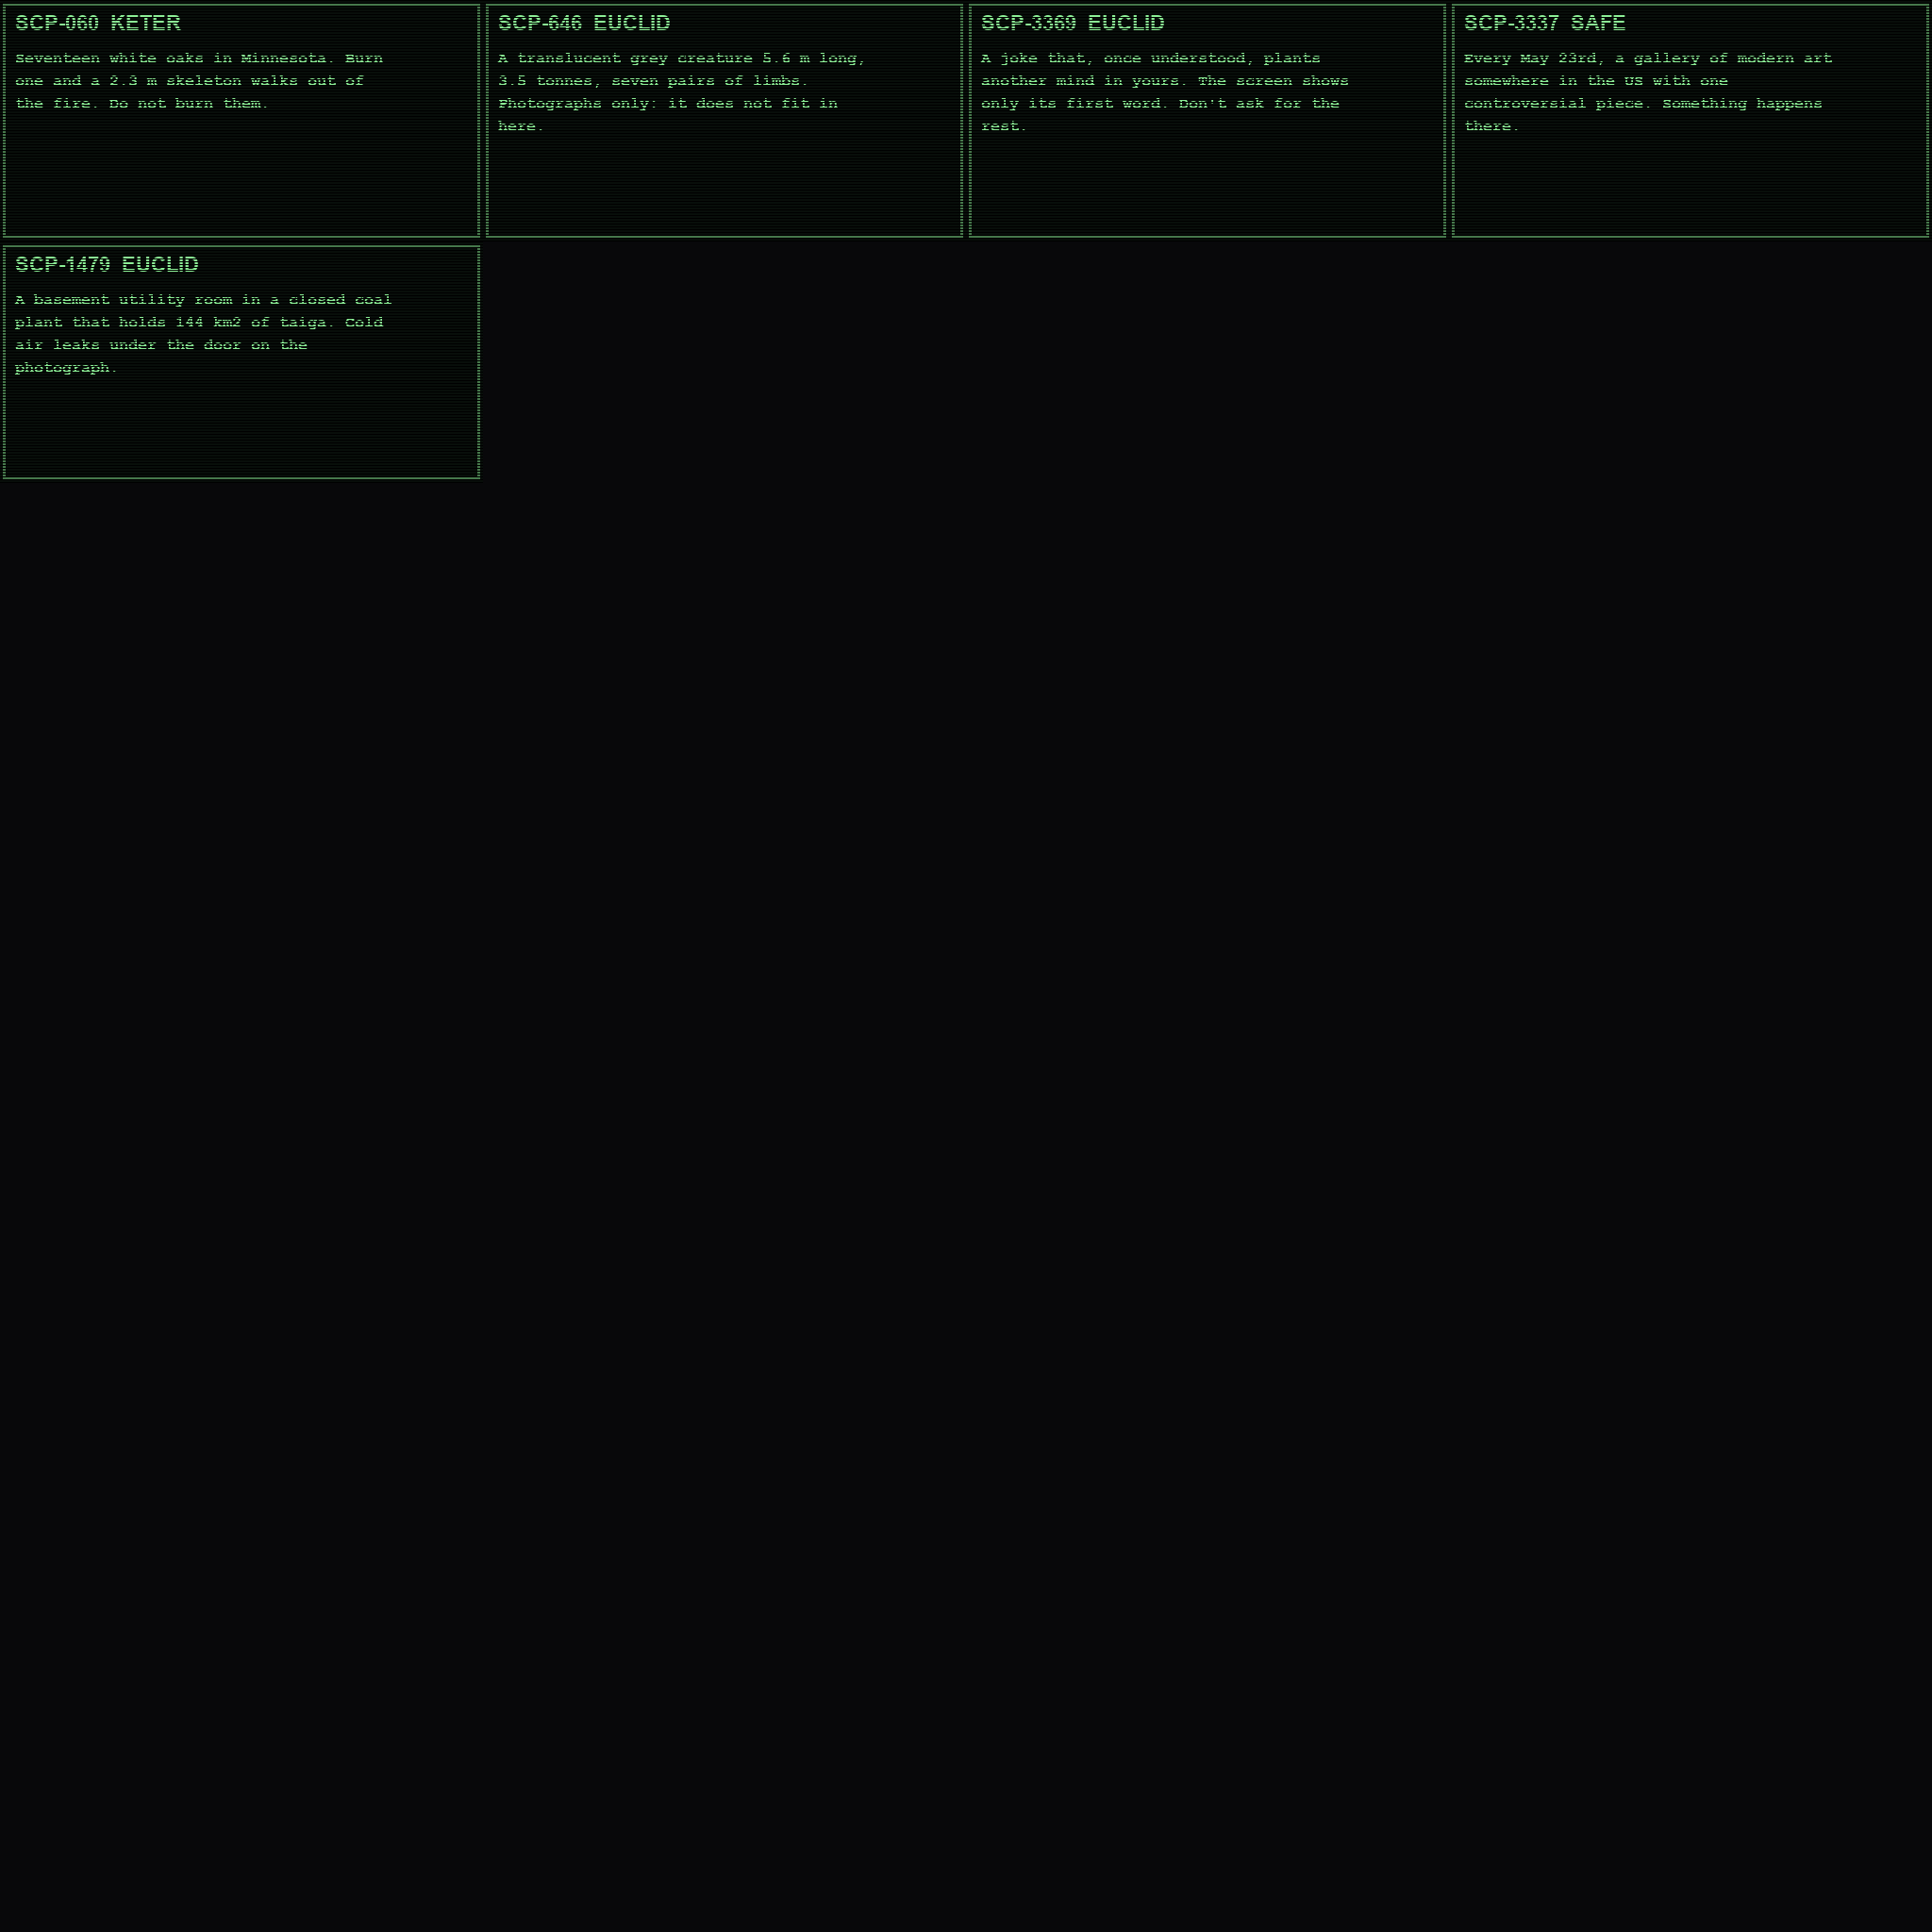 SCP-060 KETER
Seventeen white oaks in Minnesota. Burn
one and a 2.3 m skeleton walks out of
the fire. Do not burn them.
SCP-646 EUCLID
A translucent grey creature 5.6 m long,
3.5 tonnes, seven pairs of limbs.
Photographs only: it does not fit in
here.
SCP-3369 EUCLID
A joke that, once understood, plants
another mind in yours. The screen shows
only its first word. Don't ask for the
rest.
SCP-3337 SAFE
Every May 23rd, a gallery of modern art
somewhere in the US with one
controversial piece. Something happens
there.
SCP-1479 EUCLID
A basement utility room in a closed coal
plant that holds 144 km2 of taiga. Cold
air leaks under the door on the
photograph.